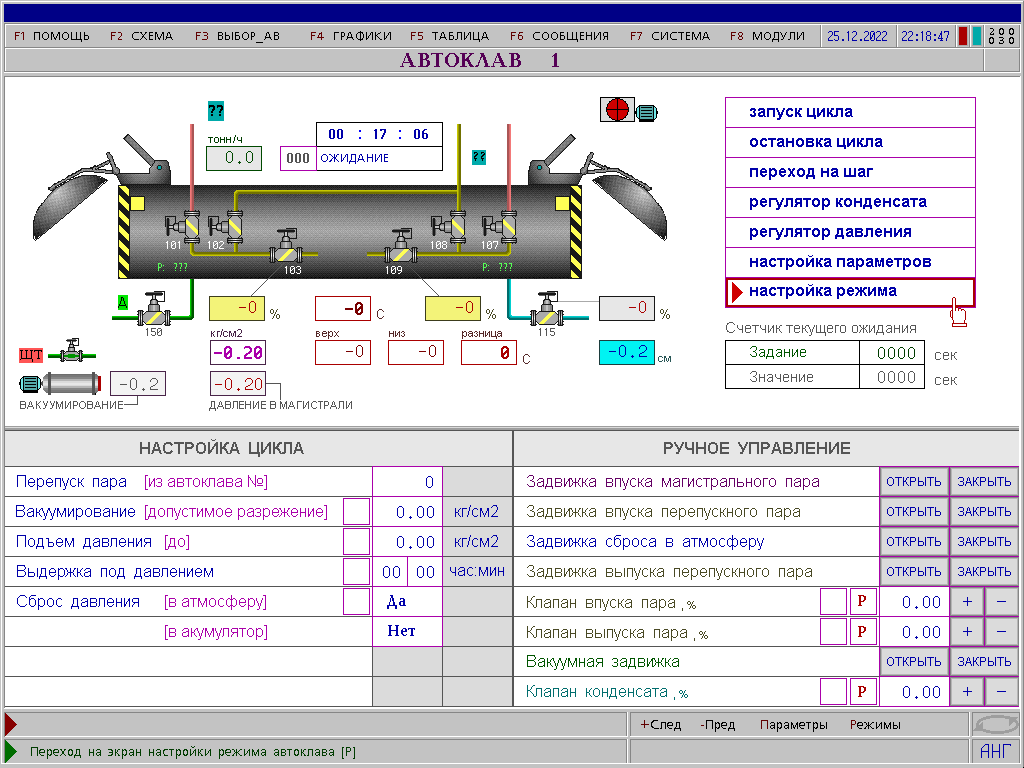 F1 ПОМОЩЬ F2 СХЕМА F3 ВЫБОР_АВ F4 ГРАФИКИ F5 ТАБЛИЦА F6 СООБЩЕНИЯ F7 СИСТЕМА F8 МОДУЛИ 25.12.2022 22:18:47 200
030
АВТОКЛАВ 1
??
тонн/ч
0.0
00 : 17 : 06
000 ОЖИДАНИЕ
??
запуск цикла
остановка цикла
переход на шаг
регулятор конденсата
регулятор давления
настройка параметров
настройка режима
101 102 108 107
103 109
P: ??? P: ???
Д
150 115
-0 % -0 С -0 % -0 %
кг/см2 верх низ разница
-0.20 -0 -0 0 С -0.2 см
ЩТ
-0.2 -0.20
ВАКУУМИРОВАНИЕ ДАВЛЕНИЕ В МАГИСТРАЛИ
Счетчик текущего ожидания
Задание 0000 сек
Значение 0000 сек
НАСТРОЙКА ЦИКЛА
Перепуск пара [из автоклава №] 0
Вакуумирование [допустимое разрежение] 0.00 кг/см2
Подъем давления [до] 0.00 кг/см2
Выдержка под давлением 00 00 час:мин
Сброс давления [в атмосферу] Да
[в акумулятор] Нет
РУЧНОЕ УПРАВЛЕНИЕ
Задвижка впуска магистрального пара ОТКРЫТЬ ЗАКРЫТЬ
Задвижка впуска перепускного пара ОТКРЫТЬ ЗАКРЫТЬ
Задвижка сброса в атмосферу ОТКРЫТЬ ЗАКРЫТЬ
Задвижка выпуска перепускного пара ОТКРЫТЬ ЗАКРЫТЬ
Клапан впуска пара ,% Р 0.00 + −
Клапан выпуска пара ,% Р 0.00 + −
Вакуумная задвижка ОТКРЫТЬ ЗАКРЫТЬ
Клапан конденсата ,% Р 0.00 + −
+След -Пред Параметры Режимы
Переход на экран настройки режима автоклава [Р]
АНГ